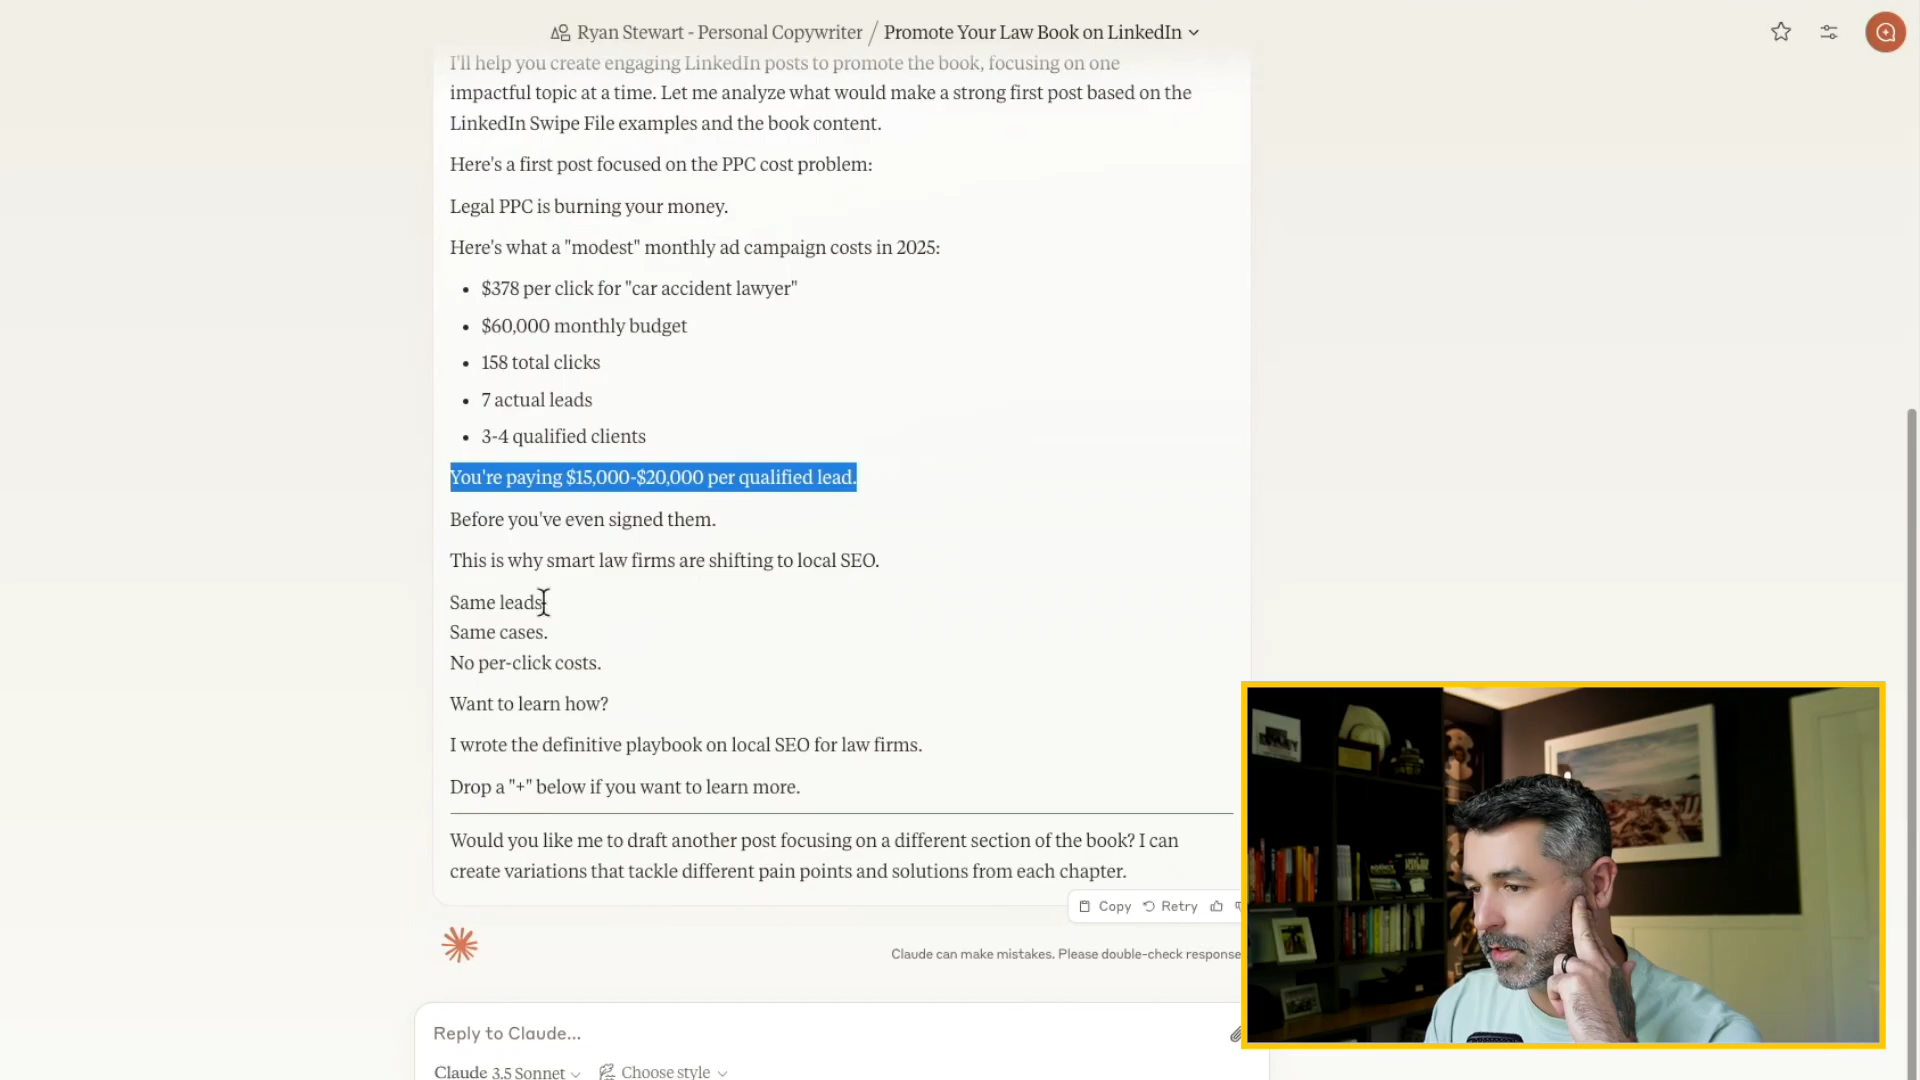 Ryan Stewart - Personal Copywriter / Promote Your Law Book on LinkedIn
I'll help you create engaging LinkedIn posts to promote the book, focusing on one
impactful topic at a time. Let me analyze what would make a strong first post based on the
LinkedIn Swipe File examples and the book content.
Here's a first post focused on the PPC cost problem:
Legal PPC is burning your money.
Here's what a "modest" monthly ad campaign costs in 2025:
• $378 per click for "car accident lawyer"
• $60,000 monthly budget
• 158 total clicks
• 7 actual leads
• 3-4 qualified clients
You're paying $15,000-$20,000 per qualified lead.
Before you've even signed them.
This is why smart law firms are shifting to local SEO.
Same leads.
Same cases.
No per-click costs.
Want to learn how?
I wrote the definitive playbook on local SEO for law firms.
Drop a "+" below if you want to learn more.
Would you like me to draft another post focusing on a different section of the book? I can
create variations that tackle different pain points and solutions from each chapter.
Copy Retry
Claude can make mistakes. Please double-check response
Reply to Claude...
Claude 3.5 Sonnet Choose style